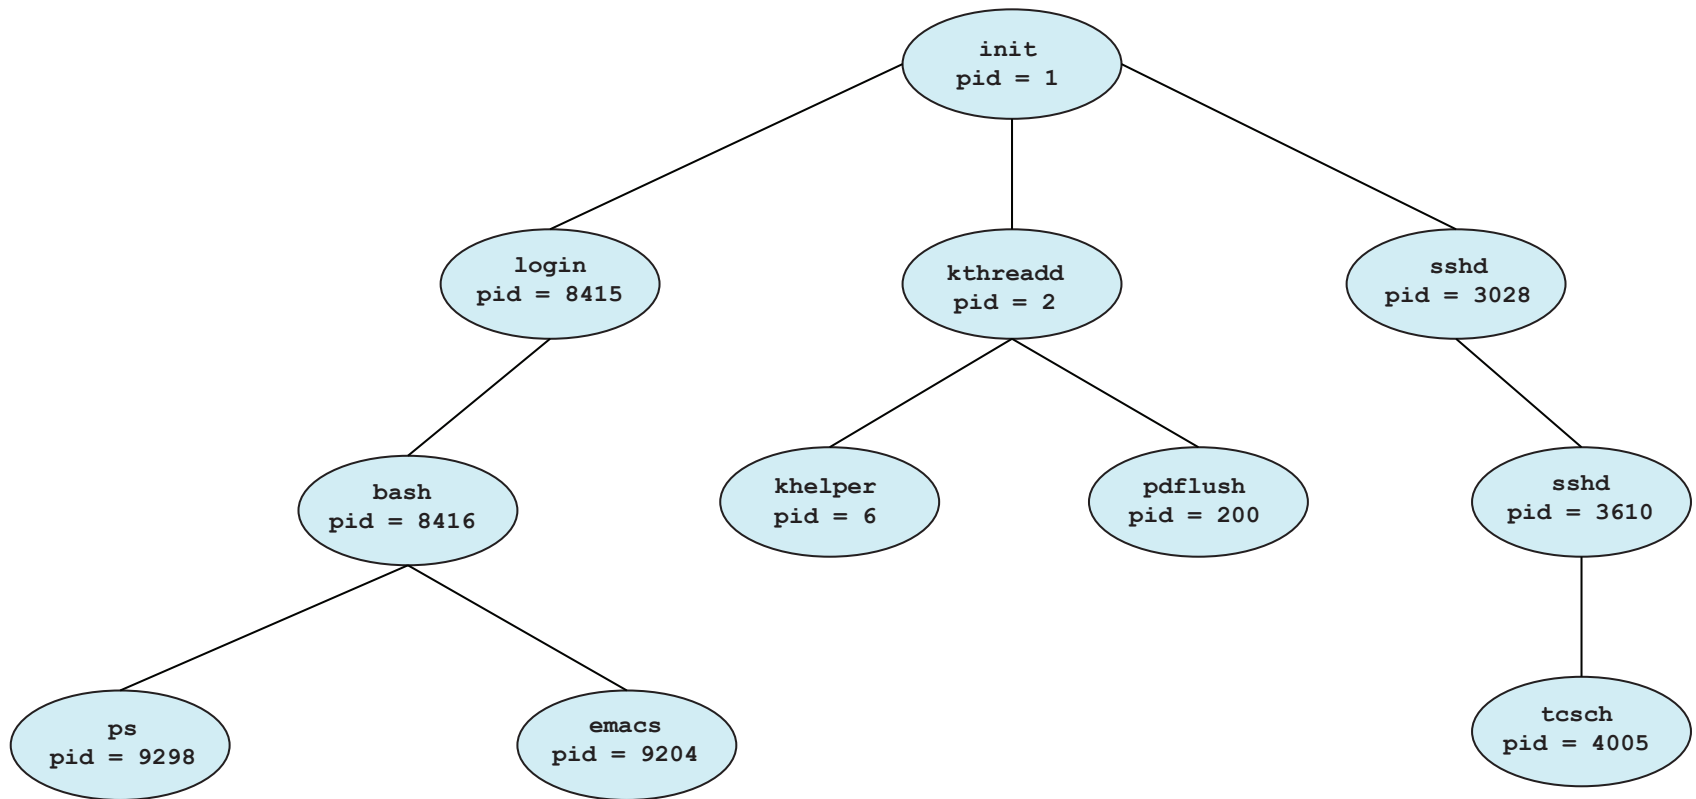 init
pid = 1
login
pid = 8415
kthreadd
pid = 2
sshd
pid = 3028
bash
pid = 8416
khelper
pid = 6
pdflush
pid = 200
sshd
pid = 3610
ps
pid = 9298
emacs
pid = 9204
tcsch
pid = 4005